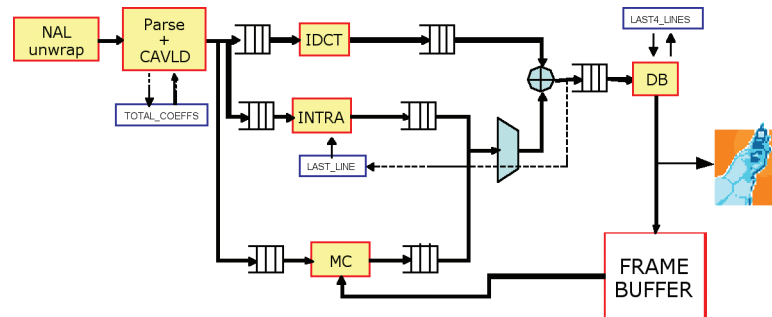 NAL
unwrap
Parse
+
CAVLD
TOTAL_COEFFS
IDCT
INTRA
LAST_LINE
MC
LAST4_LINES
DB
FRAME
BUFFER